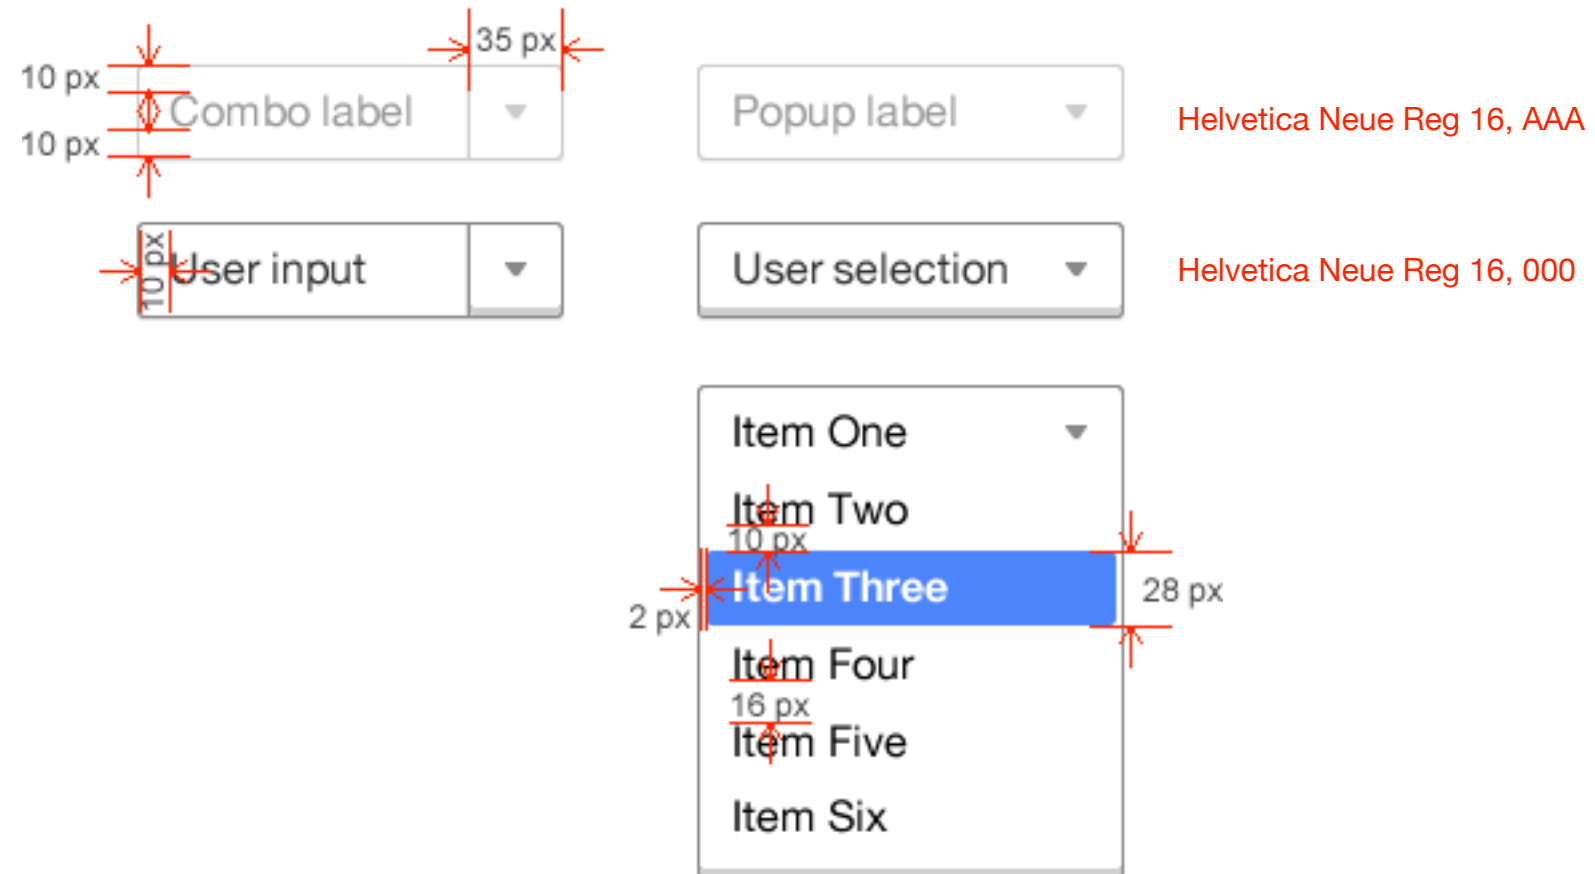 35 px
10 px
Combo label
Popup label
Helvetica Neue Reg 16, AAA
10 px
10 px
User input
User selection
Helvetica Neue Reg 16, 000
Item One
Item Two
10 px
Item Three
28 px
2 px
Item Four
16 px
Item Five
Item Six